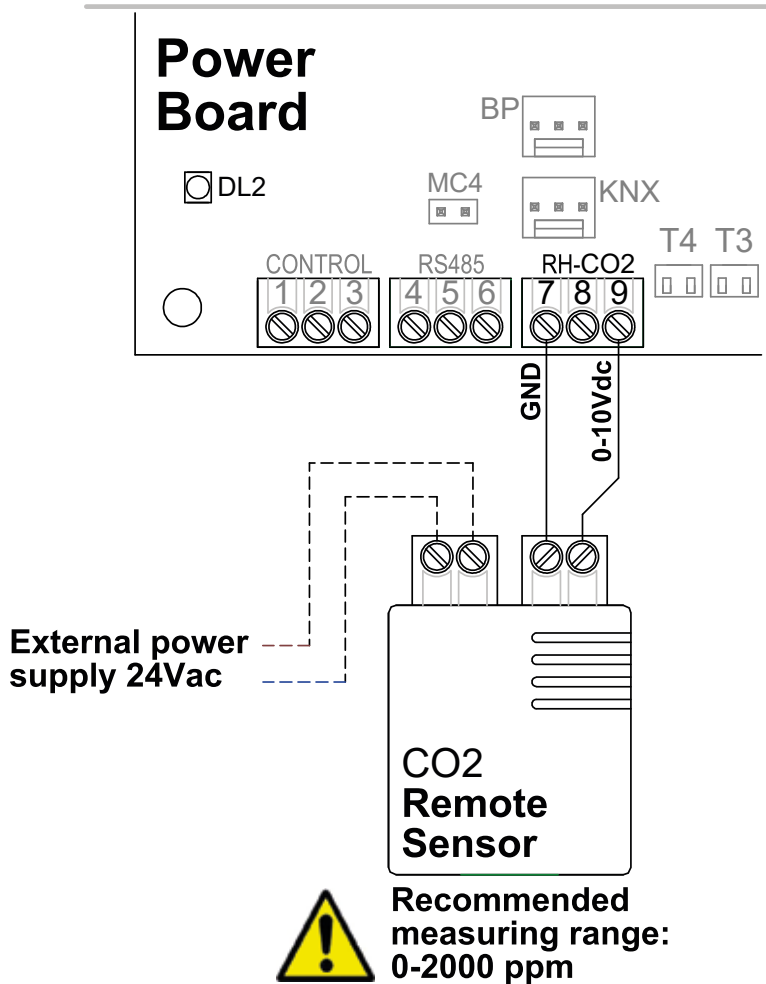 Power
Board
BP
DL2
MC4
KNX
T4 T3
CONTROL RS485 RH-CO2
1 2 3 4 5 6 7 8 9
GND
0-10Vdc
External power
supply 24Vac
CO2
Remote
Sensor
Recommended
measuring range:
0-2000 ppm